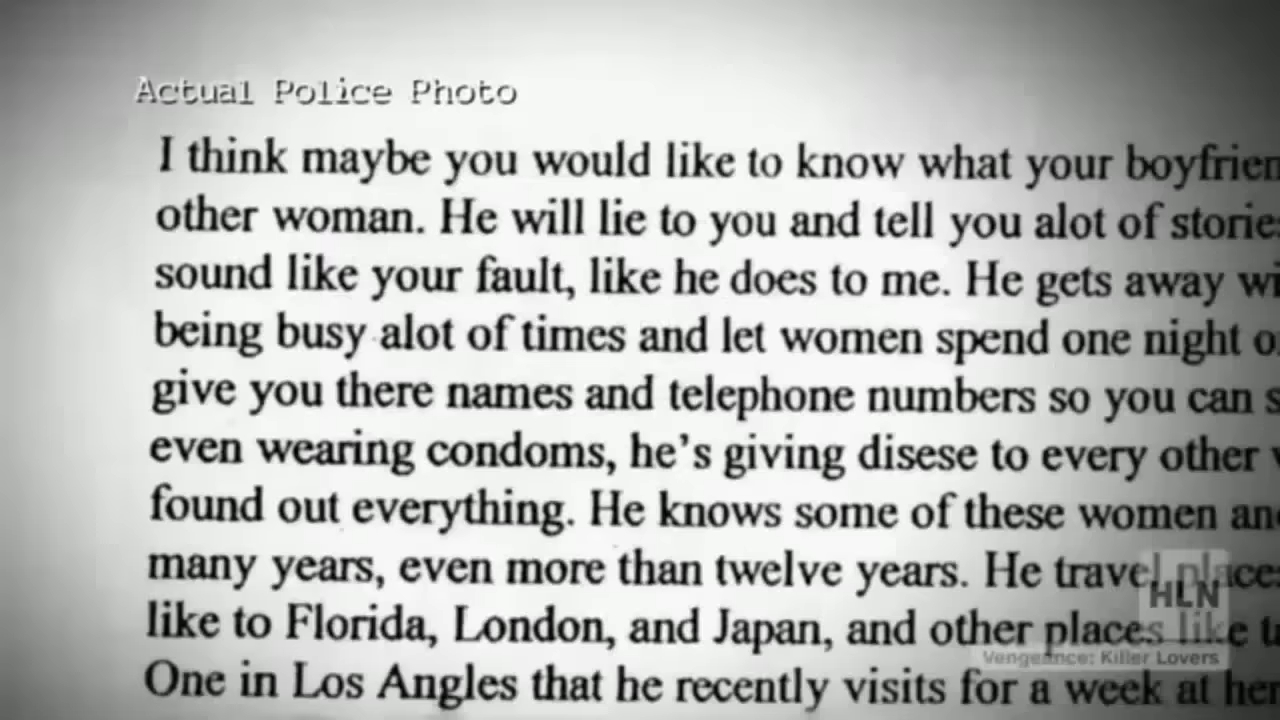 Actual Police Photo
I think maybe you would like to know what your boyfrien
other woman. He will lie to you and tell you alot of storie
sound like your fault, like he does to me. He gets away wi
being busy alot of times and let women spend one night o
give you there names and telephone numbers so you can s
even wearing condoms, he's giving disese to every other
found out everything. He knows some of these women and
many years, even more than twelve years. He travel places
like to Florida, London, and Japan, and other places like t
One in Los Angles that he recently visits for a week at her
HLN
Vengeance: Killer Lovers